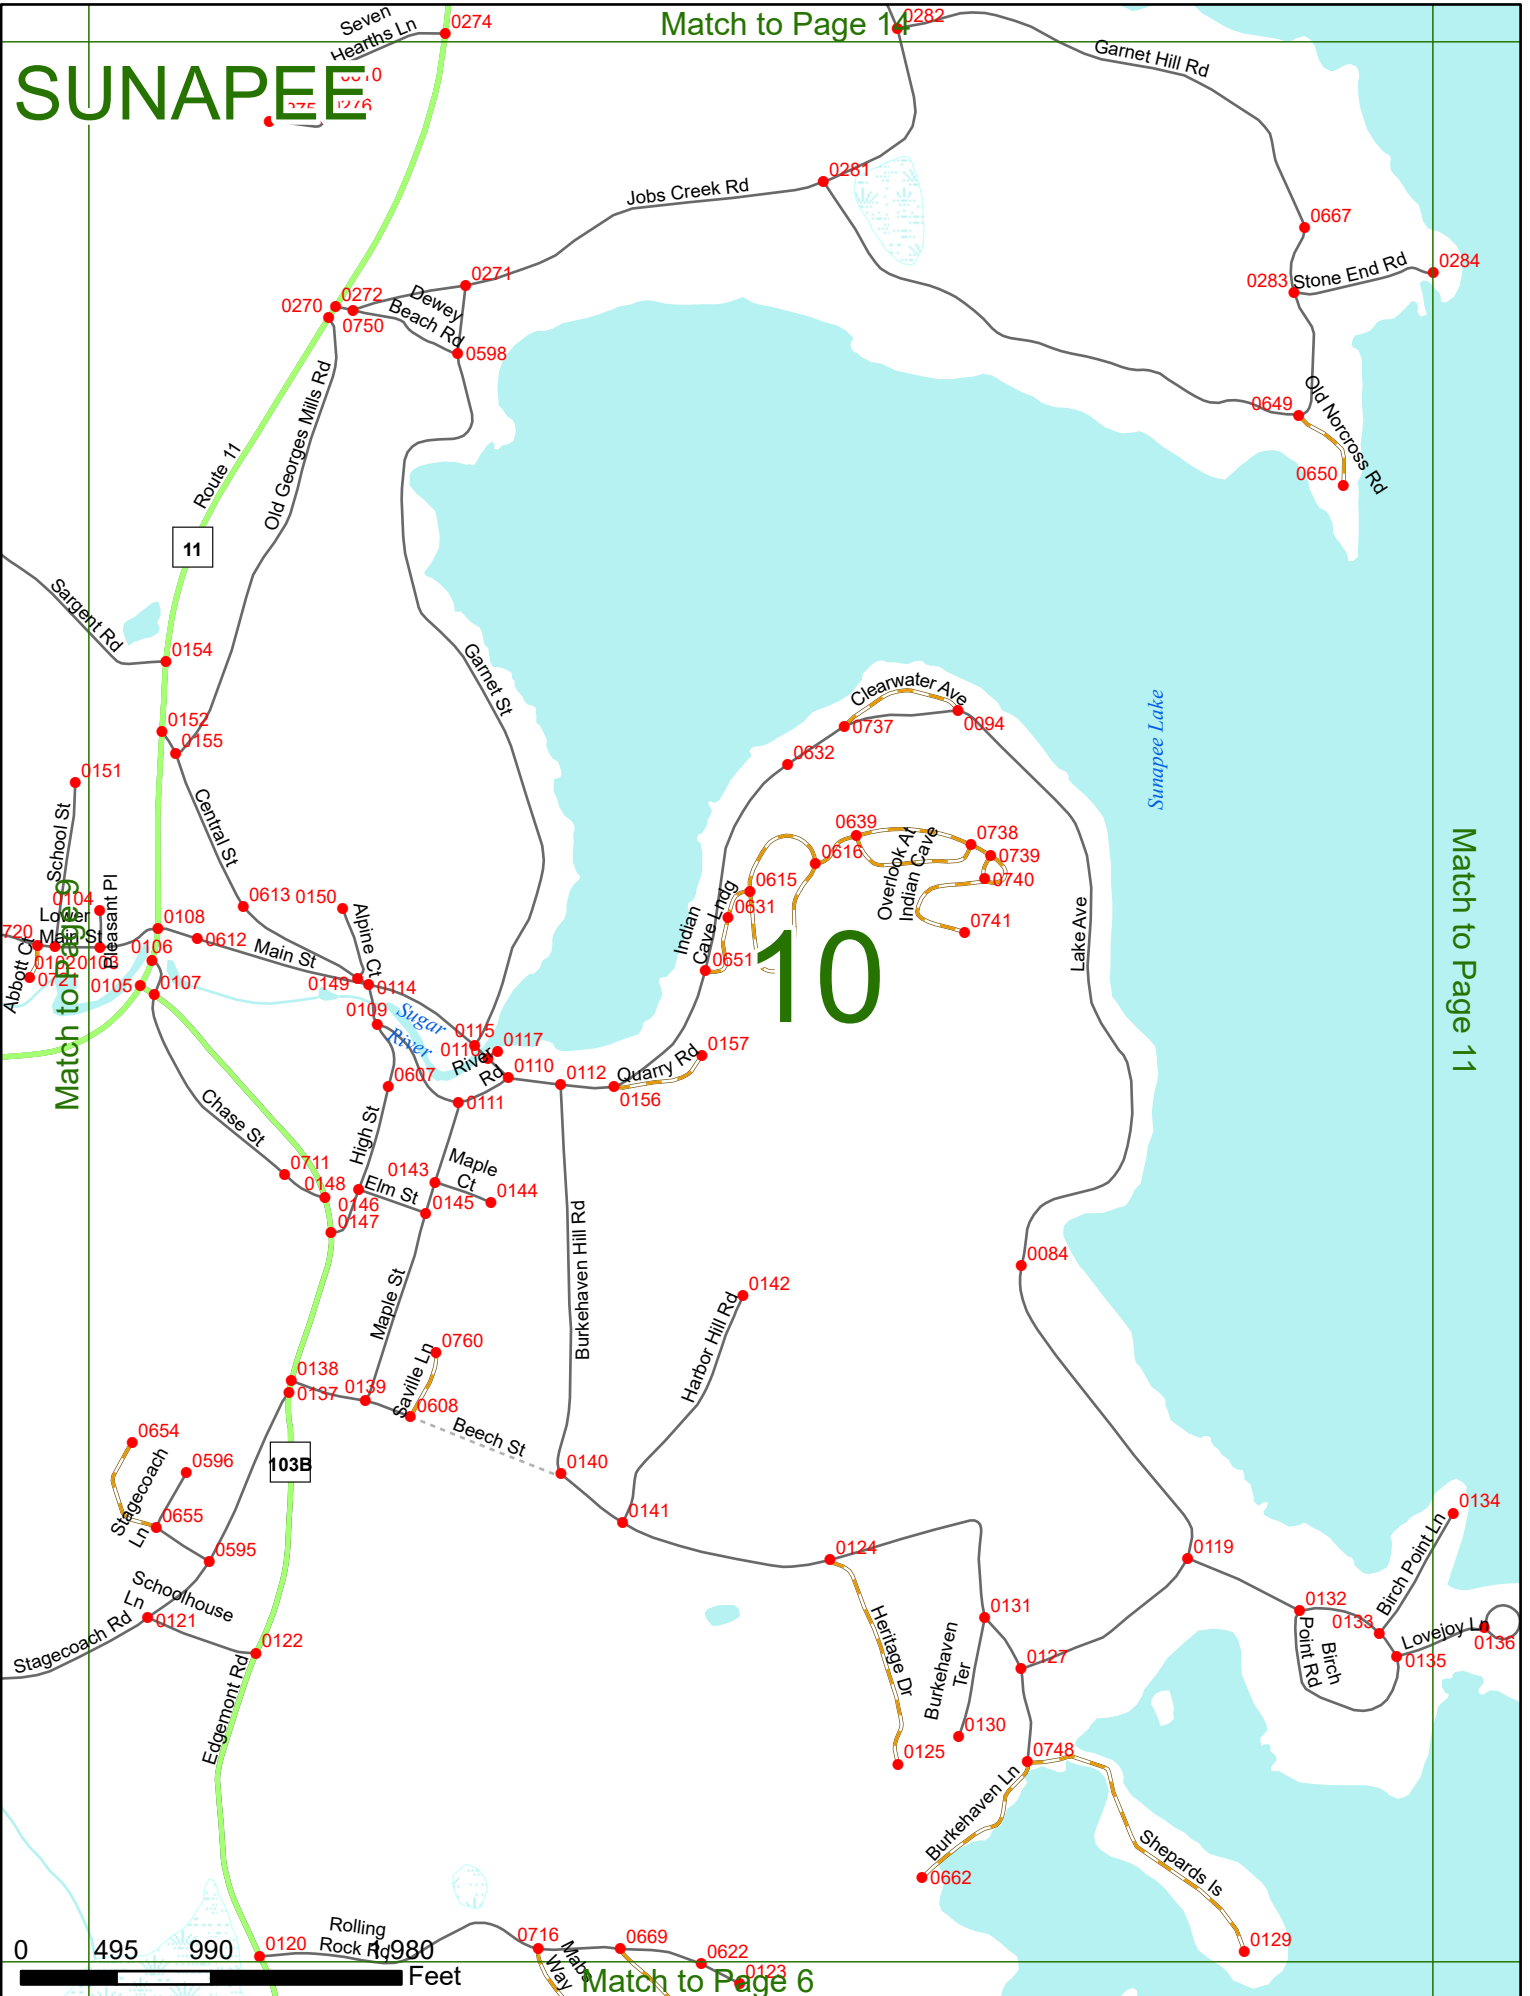 Match to Page 14
Seven
Hearths Ln
0274
0282
Garnet Hill Rd
SUNAPEE
0281
Jobs Creek Rd
0667
0271
0284
Stone End Rd
0283
0272
0270
0750
Dewey
Beach Rd
0598
Old Georges Mills Rd
0649
Old Norcross Rd
0650
Route 11
11
Sargent Rd
0154
Garnet St
Clearwater Ave
0094
0737
Sunapee Lake
0152
0155
0632
0151
School St
Central St
0639
0738
0616
0739
0740
Overlook At
Indian Cave
0741
0615
0631
Indian
Cave Lndg
0651
10
Lake Ave
Match to Page 11
Match to Page 9
0104
Lower
Main St
Pleasant Pl
0613
0150
Alpine Ct
0108
0612
Main St
720
0102
0103
0106
0721
Abbott Ct
0105
0107
0149
0114
0109
Sugar
River
0115
0117
River
Rd
0110
0112
0157
Quarry Rd
0156
0607
0111
Chase St
High St
0711
0148
0146
0147
Elm St
0143
Maple
Ct
0144
0145
Burkehaven Hill Rd
0084
Maple St
0142
Harbor Hill Rd
Saville Ln
0760
0138
0137
0139
0608
Beech St
0654
Stagecoach
Ln
0596
103B
0140
0655
0141
0595
0134
Birch Point Ln
0124
0119
Schoolhouse
Ln
0121
Stagecoach Rd
0131
0132
0133
Lovejoy Ln
0136
0135
Birch
Point Rd
0122
Heritage Dr
Burkehaven
Ter
0127
Edgemont Rd
0130
0125
0748
Burkehaven Ln
0662
Shepards Is
0129
Rolling
Rock Rd
0120
0716
Mabs
Way
0669
0622
0123
0 495 990 1,980
Feet
Match to Page 6